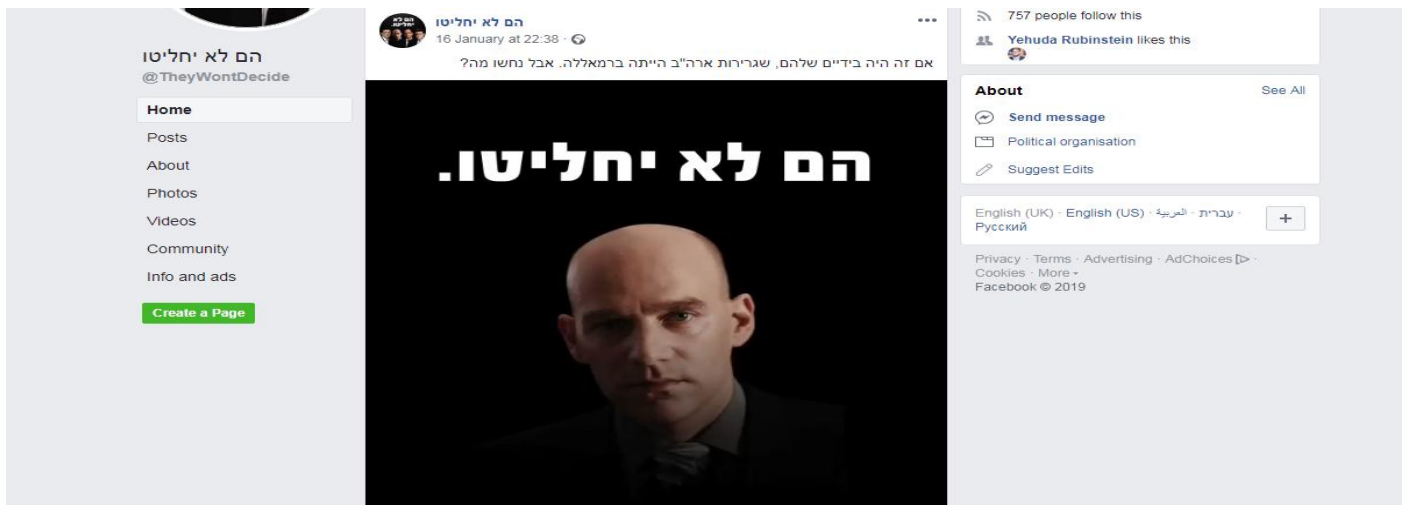 הם לא יחליטו
@TheyWontDecide
Home
Posts
About
Photos
Videos
Community
Info and ads
Create a Page
הם לא יחליטו.
הם לא יחליטו
16 January at 22:38 ·
אם זה היה בידיים שלהם, שגרירות ארה"ב הייתה ברמאללה. אבל נחשו מה?
הם לא יחליטו.
757 people follow this
Yehuda Rubinstein likes this
About
See All
Send message
Political organisation
Suggest Edits
English (UK) · English (US) · עברית · العربية ·
Русский
+
Privacy · Terms · Advertising · AdChoices ·
Cookies · More
Facebook © 2019